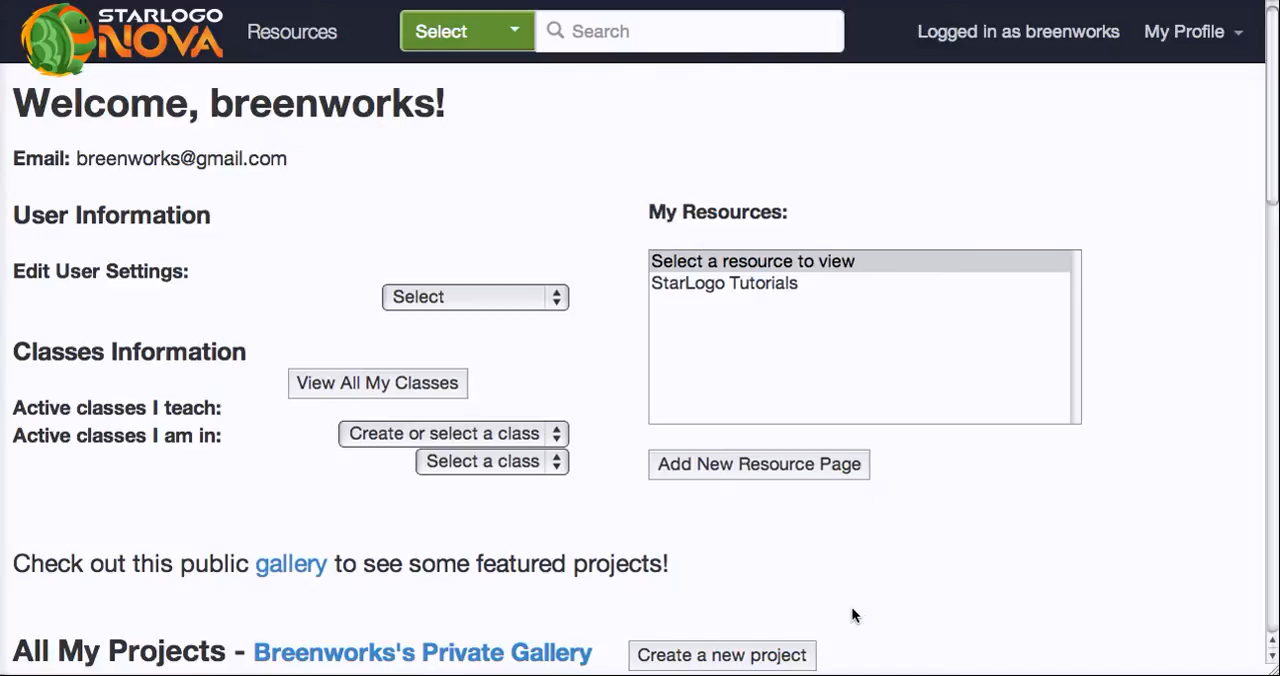 STARLOGO
NOVA
Resources
Select
Search
Logged in as breenworks
My Profile
Welcome, breenworks!
Email: breenworks@gmail.com
User Information
Edit User Settings:
Select
Classes Information
View All My Classes
Active classes I teach:
Create or select a class
Active classes I am in:
Select a class
My Resources:
Select a resource to view
StarLogo Tutorials
Add New Resource Page
Check out this public gallery to see some featured projects!
All My Projects - Breenworks's Private Gallery
Create a new project